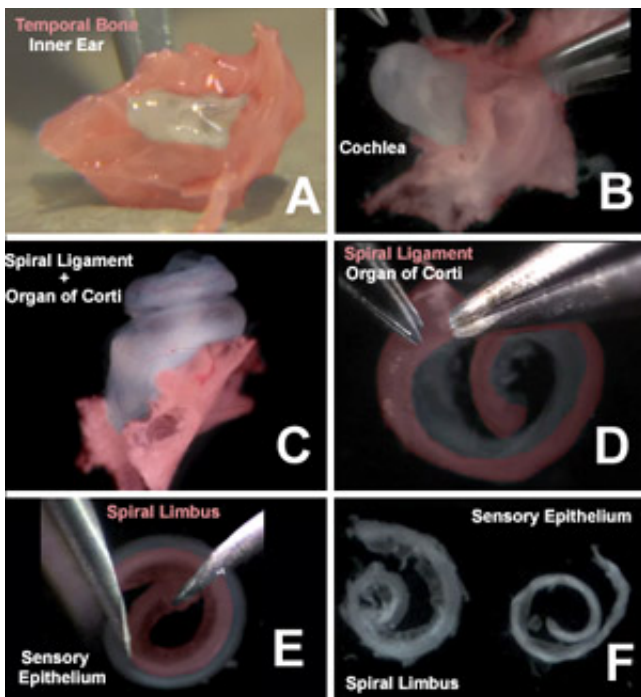 Temporal Bone
Inner Ear
A
Cochlea
B
Spiral Ligament
+
Organ of Corti
C
Spiral Ligament
Organ of Corti
D
Spiral Limbus
Sensory
Epithelium
E
Sensory Epithelium
Spiral Limbus
F